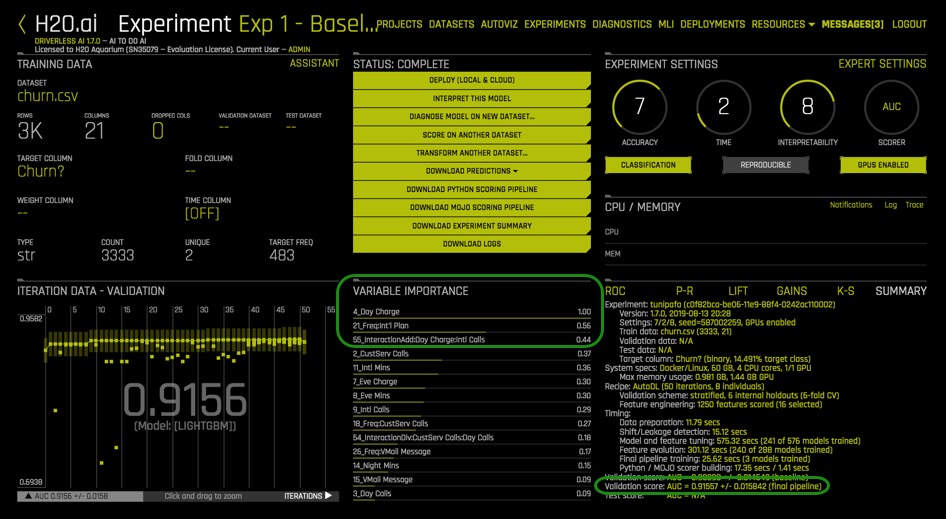 H2O.ai Experiment Exp 1 - Basel...
PROJECTS DATASETS AUTOVIZ EXPERIMENTS DIAGNOSTICS MLI DEPLOYMENTS RESOURCES MESSAGES[3] LOGOUT
DRIVERLESS AI 1.7.0 – AI TO DO AI
Licensed to H2O Aquarium (SN35079 – Evaluation License). Current User – ADMIN
TRAINING DATA ASSISTANT
DATASET
churn.csv
ROWS COLUMNS DROPPED COLS VALIDATION DATASET TEST DATASET
3K 21 0 -- --
TARGET COLUMN FOLD COLUMN
Churn? --
WEIGHT COLUMN TIME COLUMN
-- [OFF]
TYPE COUNT UNIQUE TARGET FREQ
str 3333 2 483
STATUS: COMPLETE
DEPLOY (LOCAL & CLOUD)
INTERPRET THIS MODEL
DIAGNOSE MODEL ON NEW DATASET...
SCORE ON ANOTHER DATASET
TRANSFORM ANOTHER DATASET...
DOWNLOAD PREDICTIONS
DOWNLOAD PYTHON SCORING PIPELINE
DOWNLOAD MOJO SCORING PIPELINE
DOWNLOAD EXPERIMENT SUMMARY
DOWNLOAD LOGS
EXPERIMENT SETTINGS EXPERT SETTINGS
7 2 8 AUC
ACCURACY TIME INTERPRETABILITY SCORER
CLASSIFICATION REPRODUCIBLE GPUS ENABLED
CPU / MEMORY Notifications Log Trace
CPU
MEM
ITERATION DATA - VALIDATION
0 5 10 15 20 25 30 35 40 45 50 55
0.9582
0.9156
(Model: [LIGHTGBM])
0.6938
AUC 0.9156 +/- 0.0158 Click and drag to zoom ITERATIONS
VARIABLE IMPORTANCE
4_Day Charge 1.00
21_Freq:Int'l Plan 0.56
55_InteractionAdd:Day Charge:Intl Calls 0.44
2_CustServ Calls 0.37
11_Intl Mins 0.36
7_Eve Charge 0.30
8_Eve Mins 0.30
9_Intl Calls 0.29
18_Freq:CustServ Calls 0.27
54_InteractionDiv:CustServ Calls:Day Calls 0.18
26_Freq:VMail Message 0.17
14_Night Mins 0.15
15_VMail Message 0.09
3_Day Calls 0.09
ROC P-R LIFT GAINS K-S SUMMARY
Experiment: tunipafa (c0f82bca-be06-11e9-88f4-0242ac110002)
Version: 1.7.0, 2019-08-13 20:28
Settings: 7/2/8, seed=587002259, GPUs enabled
Train data: churn.csv (3333, 21)
Validation data: N/A
Test data: N/A
Target column: Churn? (binary, 14.491% target class)
System specs: Docker/Linux, 60 GB, 4 CPU cores, 1/1 GPU
Max memory usage: 0.981 GB, 1.44 GB GPU
Recipe: AutoDL (50 iterations, 8 individuals)
Validation scheme: stratified, 6 internal holdouts (6-fold CV)
Feature engineering: 1250 features scored (16 selected)
Timing:
Data preparation: 11.79 secs
Shift/Leakage detection: 15.12 secs
Model and feature tuning: 575.32 secs (241 of 576 models trained)
Feature evolution: 301.12 secs (240 of 288 models trained)
Final pipeline training: 25.62 secs (3 models trained)
Python / MOJO scorer building: 17.35 secs / 1.41 secs
Validation score: AUC =
Validation score: AUC = 0.91557 +/- 0.015842 (final pipeline)
Test score: AUC = N/A